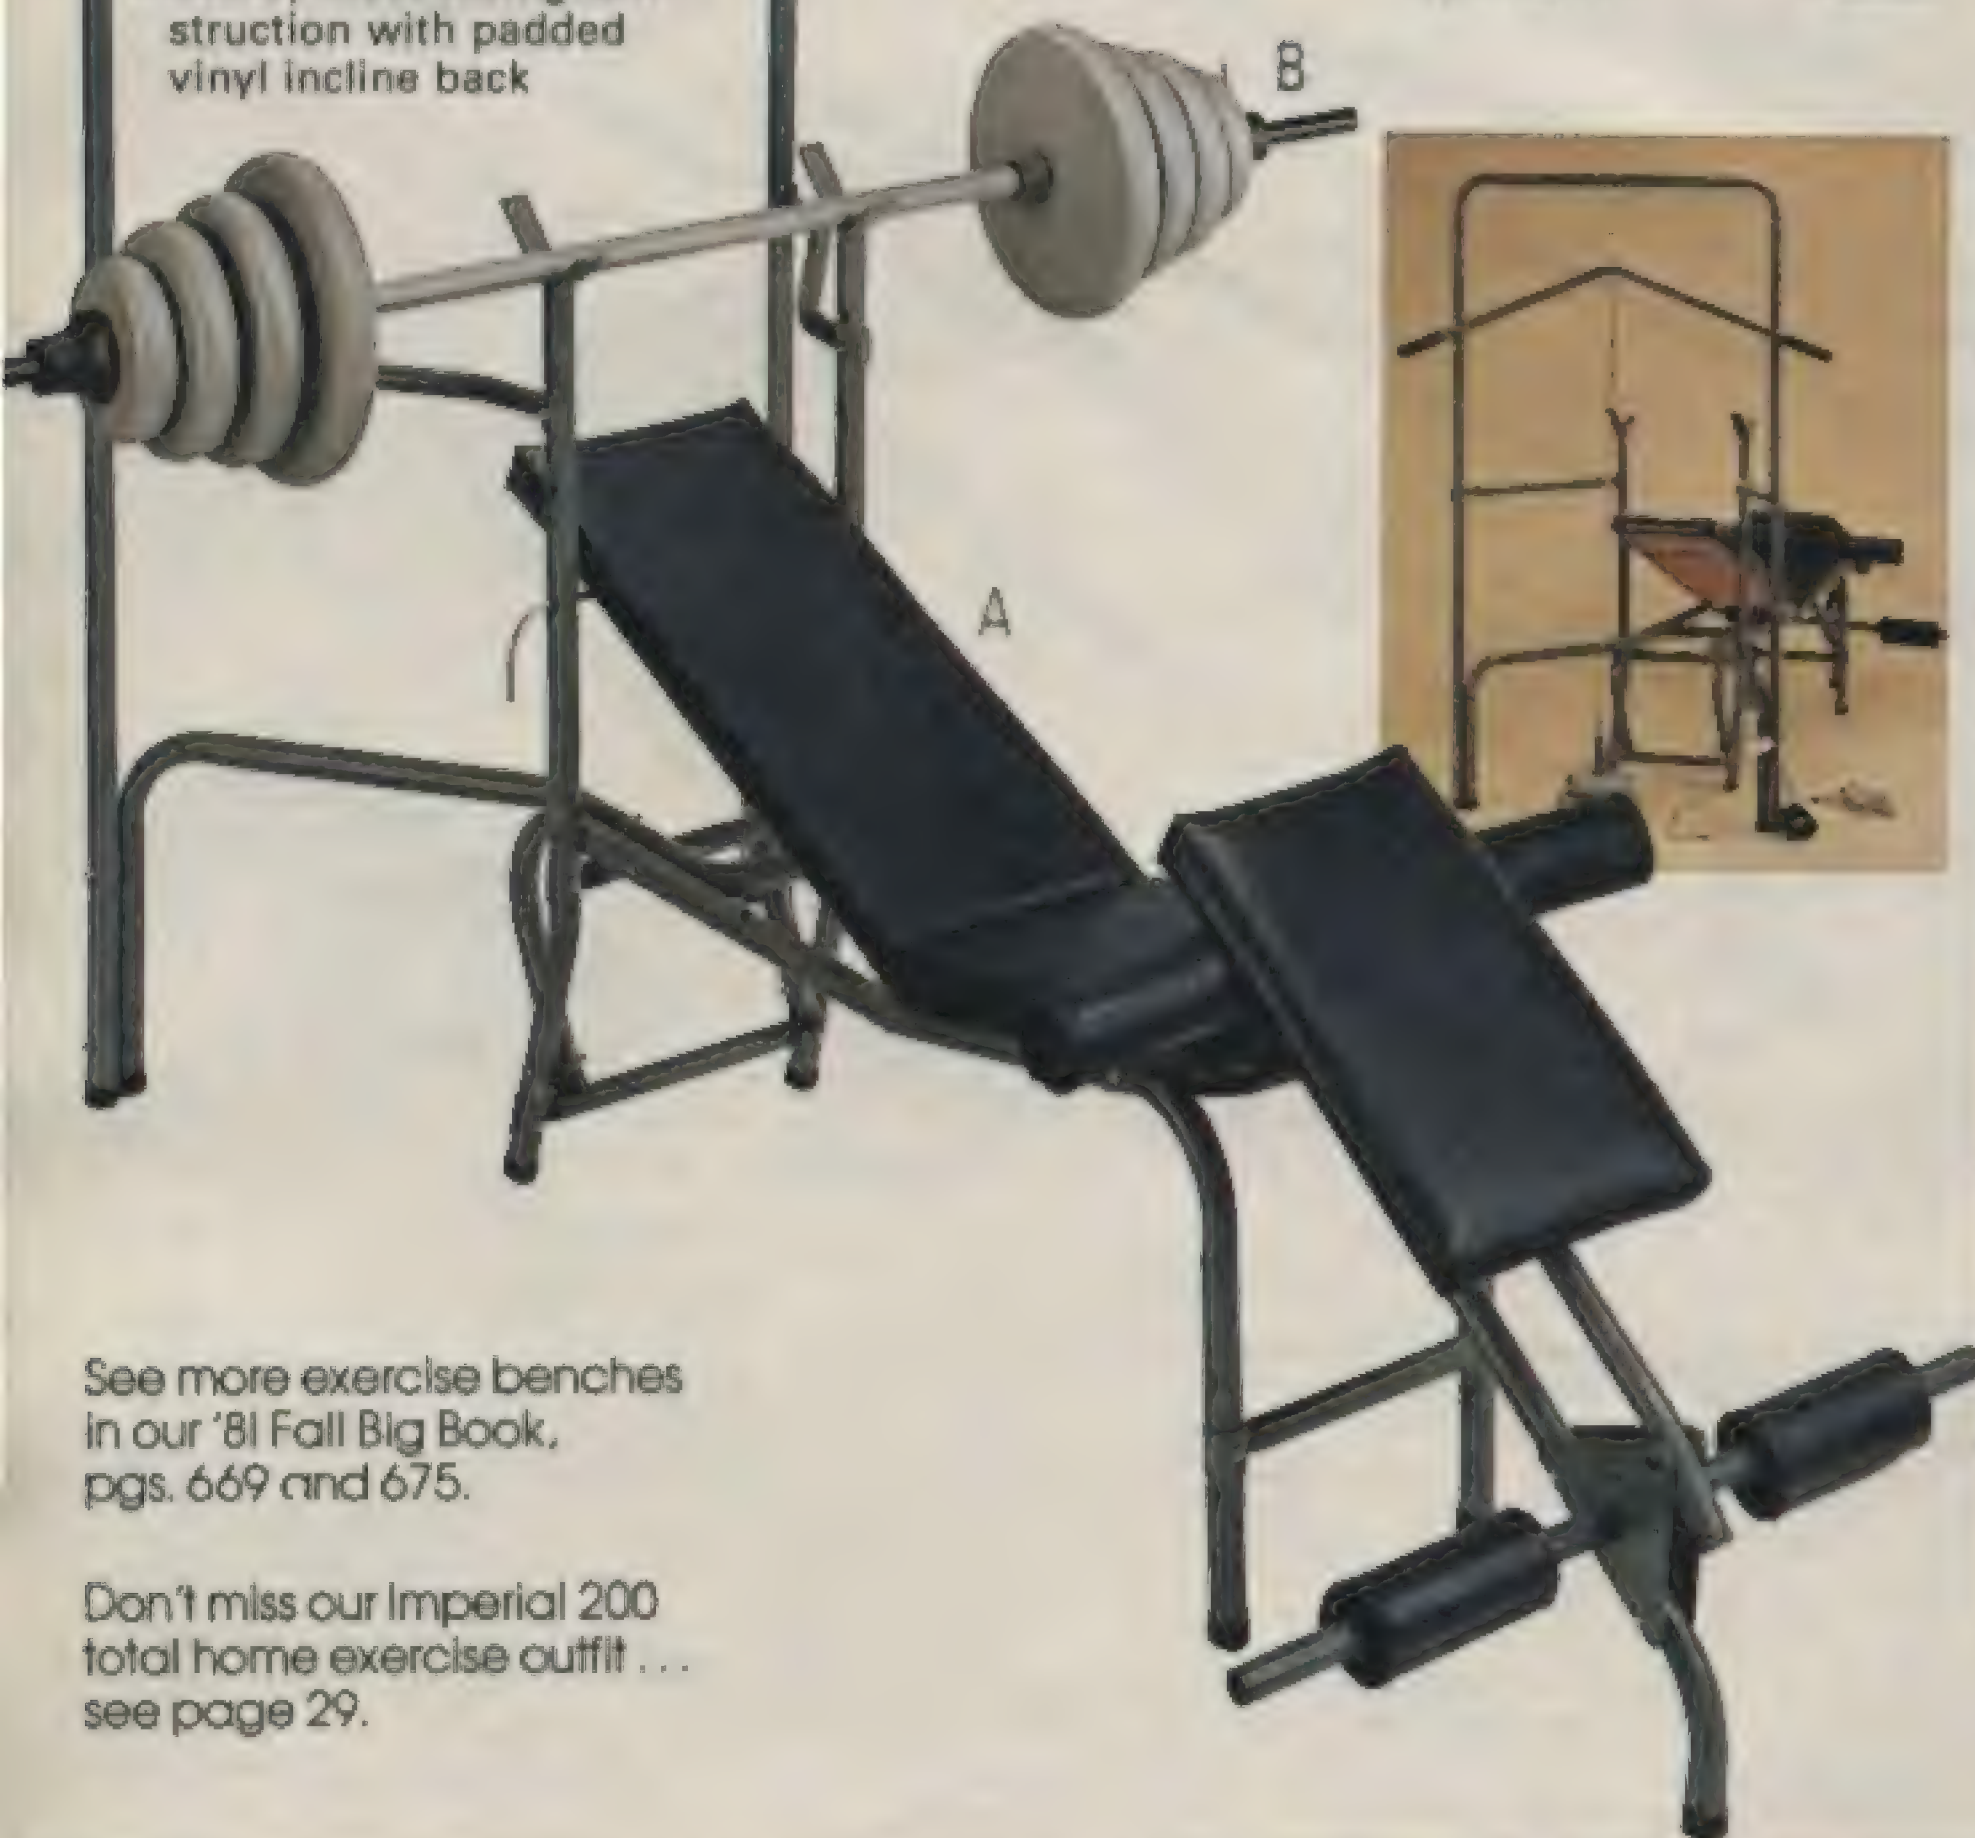 struction with padded
vinyl incline back
B
A
See more exercise benches
in our '81 Fall Big Book,
pgs. 669 and 675.
Don't miss our Imperial 200
total home exercise outfit . . .
see page 29.